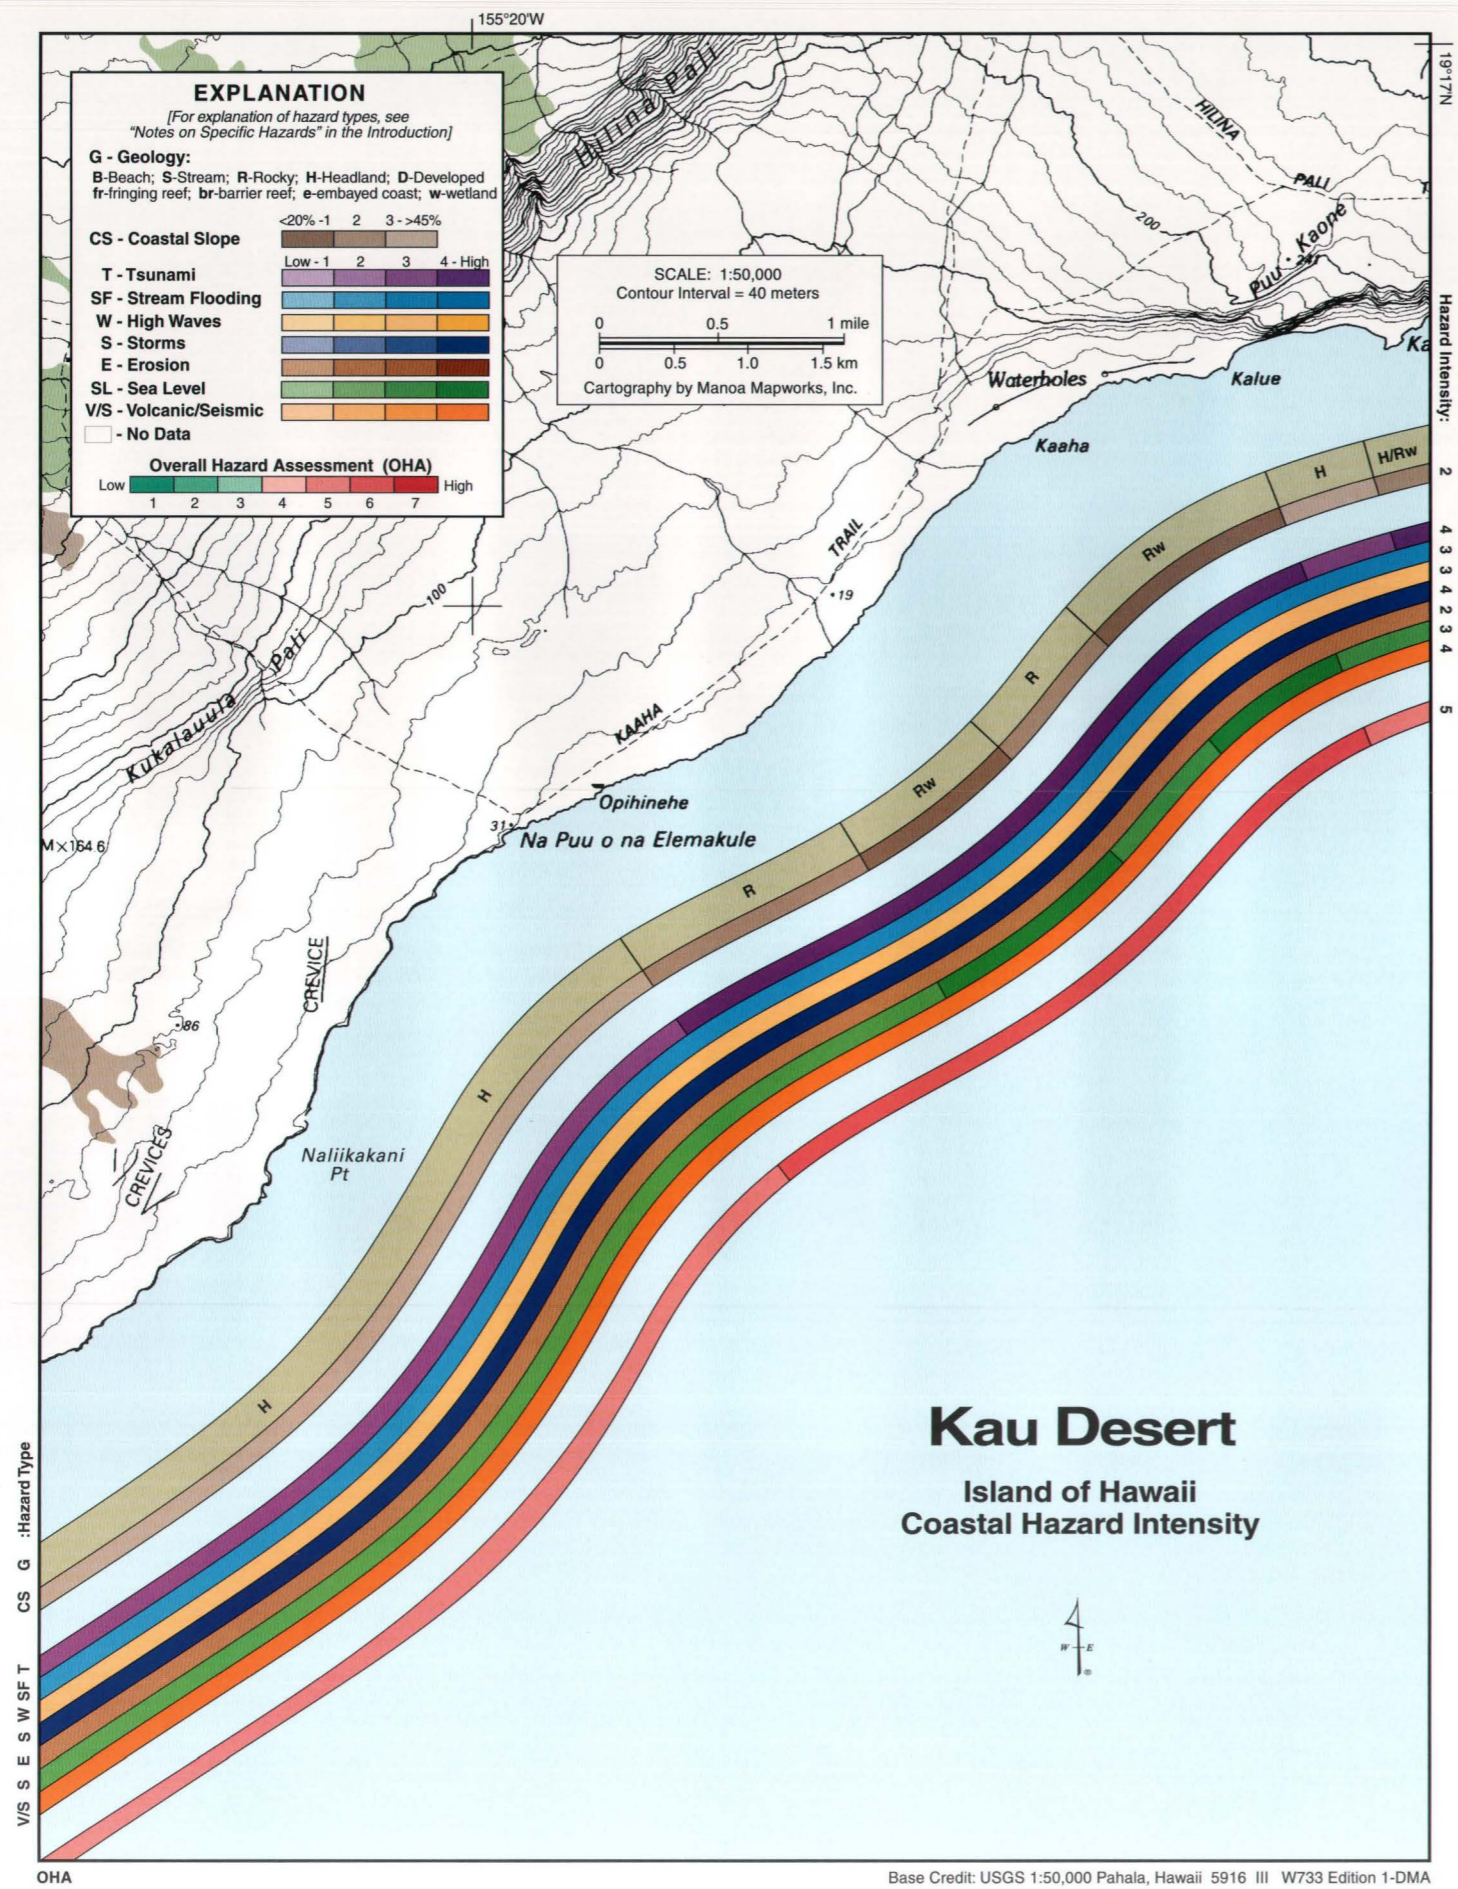 155°20'W
19°17'N
EXPLANATION
[For explanation of hazard types, see
"Notes on Specific Hazards" in the Introduction]
G - Geology:
B-Beach; S-Stream; R-Rocky; H-Headland; D-Developed
fr-fringing reef; br-barrier reef; e-embayed coast; w-wetland
<20% -1 2 3 - >45%
CS - Coastal Slope
Low - 1 2 3 4 - High
T - Tsunami
SF - Stream Flooding
W - High Waves
S - Storms
E - Erosion
SL - Sea Level
V/S - Volcanic/Seismic
- No Data
Overall Hazard Assessment (OHA)
Low High
1 2 3 4 5 6 7
SCALE: 1:50,000
Contour Interval = 40 meters
0 0.5 1 mile
0 0.5 1.0 1.5 km
Cartography by Manoa Mapworks, Inc.
Hilina Pali
HILINA
PALI
200
Puu Kaone
Ka
Waterholes
Kalue
Kaaha
TRAIL
19
100
Kukalauula Pali
KAAHA
Opihinehe
31
Na Puu o na Elemakule
M×164.6
CREVICE
86
CREVICES
Naliikakani
Pt
H/Rw
H
Rw
R
Rw
R
H
H
Hazard Intensity:
2
4
3
3
4
2
3
4
5
Kau Desert
Island of Hawaii
Coastal Hazard Intensity
W E
:Hazard Type
G
CS
T
SF
W
S
E
S
V/S
OHA
Base Credit: USGS 1:50,000 Pahala, Hawaii 5916 III W733 Edition 1-DMA